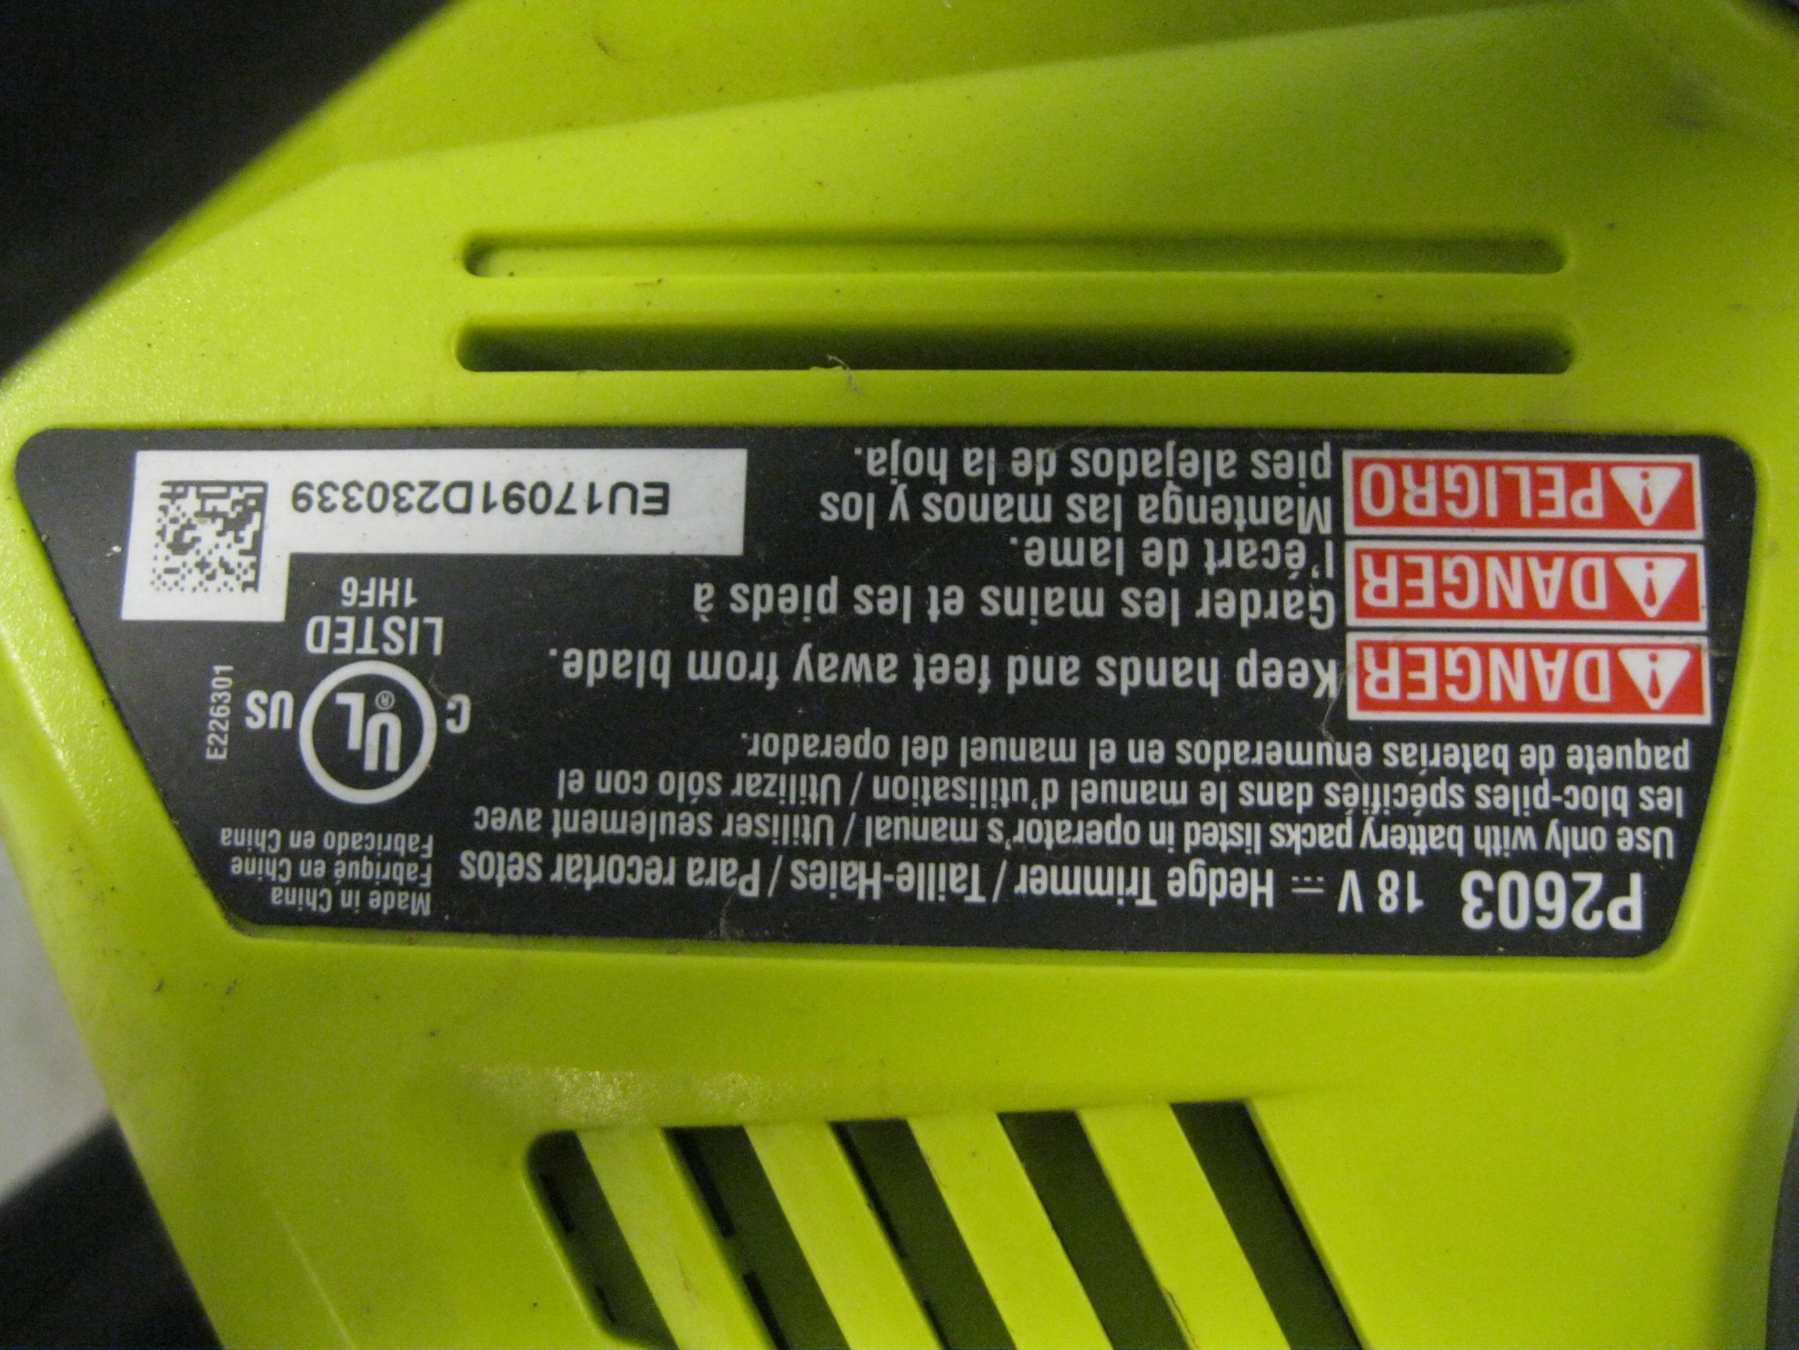 P2603 18 V ⎓ Hedge Trimmer / Taille-Haies / Para recortar setos
Use only with battery packs listed in operator's manual / Utiliser seulement avec
les bloc-piles spécifiés dans le manuel d'utilisation / Utilizar sólo con el
paquete de baterías enumerados en el manuel del operador.
DANGER Keep hands and feet away from blade.
DANGER Garder les mains et les pieds à
l'écart de lame.
PELIGRO Mantenga las manos y los
pies alejados de la hoja.
Made in China
Fabriqué en Chine
Fabricado en China
C UL® US
LISTED
1HF6
E226301
EU17091D230339